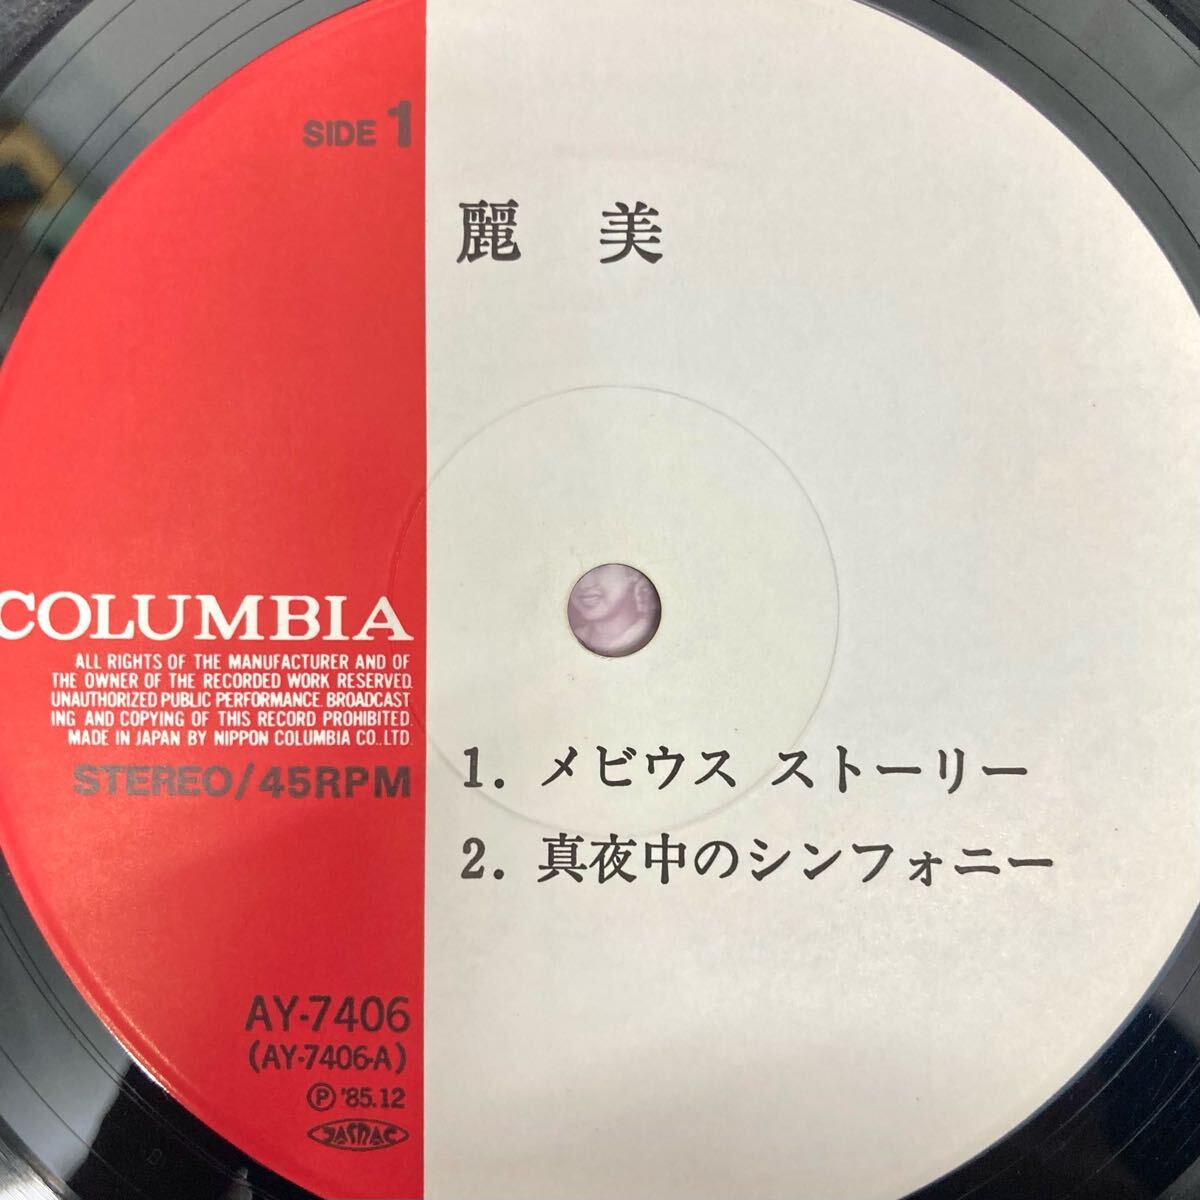 SIDE 1
麗 美
COLUMBIA
ALL RIGHTS OF THE MANUFACTURER AND OF
THE OWNER OF THE RECORDED WORK RESERVED.
UNAUTHORIZED PUBLIC PERFORMANCE. BROADCAST
ING AND COPYING OF THIS RECORD PROHIBITED.
MADE IN JAPAN BY NIPPON COLUMBIA CO.,LTD.
STEREO/45RPM
1. メビウス ストーリー
2. 真夜中のシンフォニー
AY-7406
(AY-7406-A)
Ⓟ '85.12
JASRAC